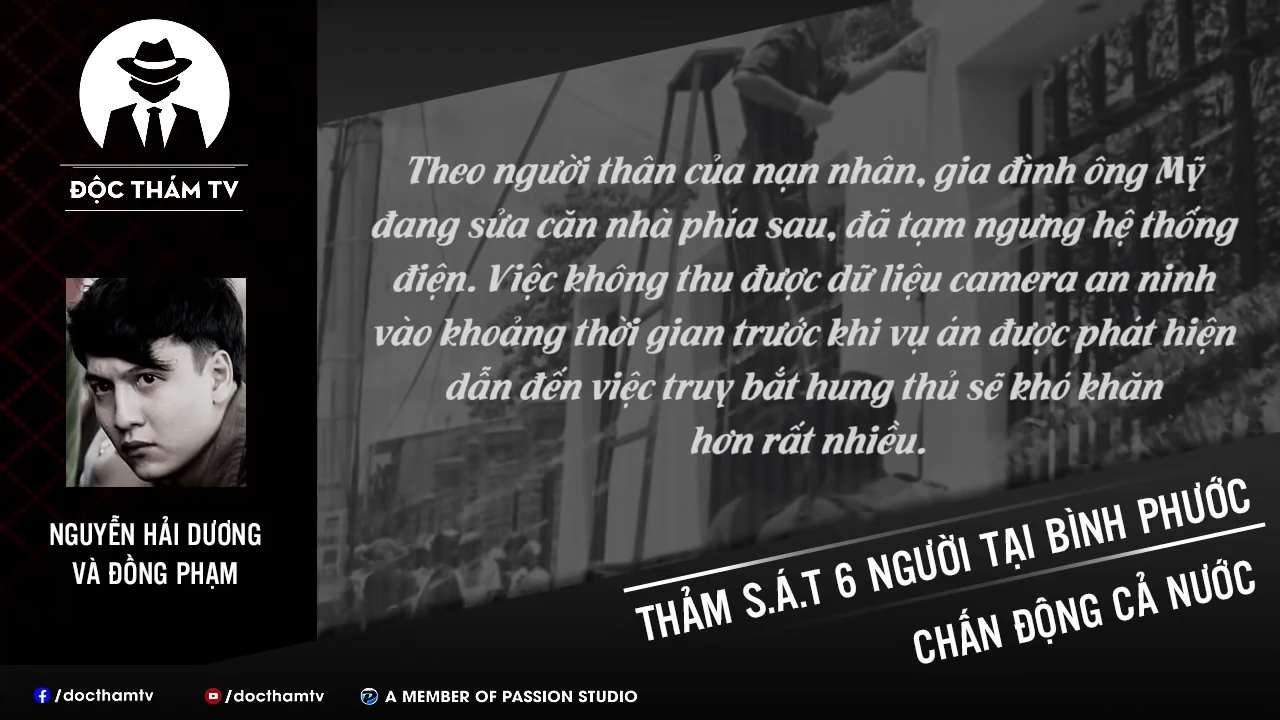 ĐỘC THÁM TV
NGUYỄN HẢI DƯƠNG
VÀ ĐỒNG PHẠM
Theo người thân của nạn nhân, gia đình ông Mỹ
đang sửa căn nhà phía sau, đã tạm ngưng hệ thống
điện. Việc không thu được dữ liệu camera an ninh
vào khoảng thời gian trước khi vụ án được phát hiện
dẫn đến việc truy bắt hung thủ sẽ khó khăn
hơn rất nhiều.
THẢM S.Á.T 6 NGƯỜI TẠI BÌNH PHƯỚC
CHẤN ĐỘNG CẢ NƯỚC
/docthamtv
/docthamtv
A MEMBER OF PASSION STUDIO